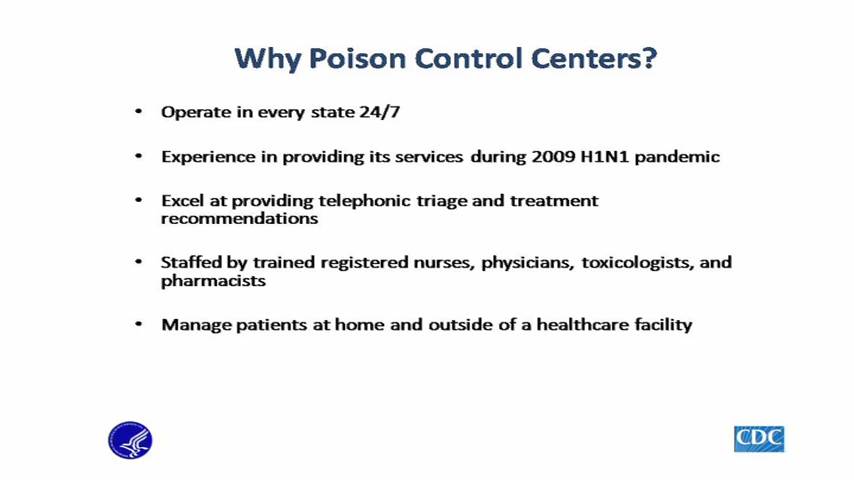 Why Poison Control Centers?
• Operate in every state 24/7
• Experience in providing its services during 2009 H1N1 pandemic
• Excel at providing telephonic triage and treatment
recommendations
• Staffed by trained registered nurses, physicians, toxicologists, and
pharmacists
• Manage patients at home and outside of a healthcare facility
CDC